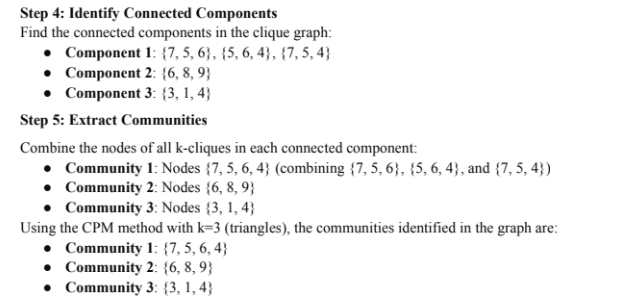 Step 4: Identify Connected Components
Find the connected components in the clique graph:
• Component 1: {7, 5, 6}, {5, 6, 4}, {7, 5, 4}
• Component 2: {6, 8, 9}
• Component 3: {3, 1, 4}
Step 5: Extract Communities
Combine the nodes of all k-cliques in each connected component:
• Community 1: Nodes {7, 5, 6, 4} (combining {7, 5, 6}, {5, 6, 4}, and {7, 5, 4})
• Community 2: Nodes {6, 8, 9}
• Community 3: Nodes {3, 1, 4}
Using the CPM method with k=3 (triangles), the communities identified in the graph are:
• Community 1: {7, 5, 6, 4}
• Community 2: {6, 8, 9}
• Community 3: {3, 1, 4}